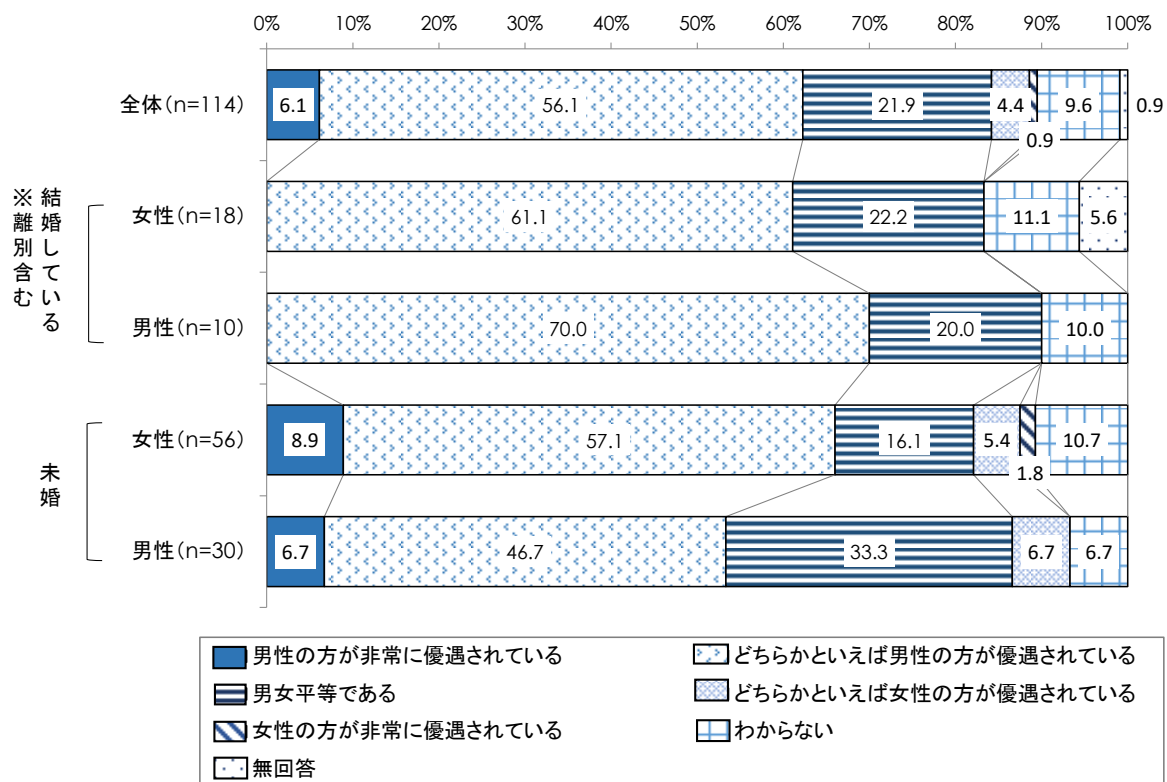 0% 10% 20% 30% 40% 50% 60% 70% 80% 90% 100%
全体(n=114) 6.1 56.1 21.9 4.4 0.9 9.6 0.9
結婚している
※離別含む
女性(n=18) 61.1 22.2 11.1 5.6
男性(n=10) 70.0 20.0 10.0
未婚
女性(n=56) 8.9 57.1 16.1 5.4 1.8 10.7
男性(n=30) 6.7 46.7 33.3 6.7 6.7
男性の方が非常に優遇されている どちらかといえば男性の方が優遇されている
男女平等である どちらかといえば女性の方が優遇されている
女性の方が非常に優遇されている わからない
無回答